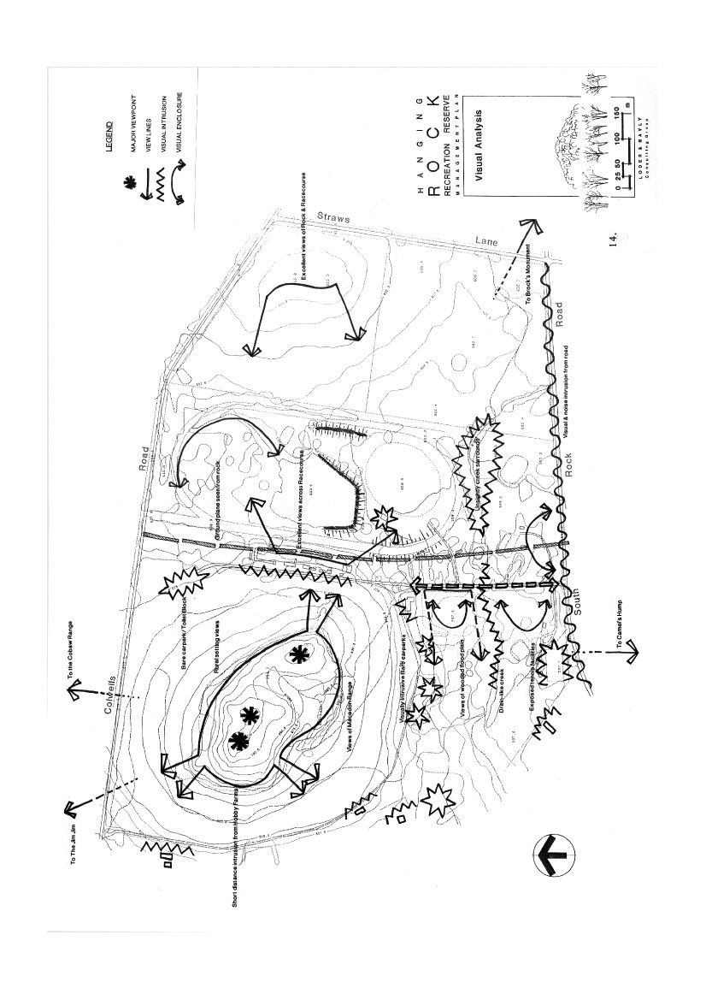 LEGEND
MAJOR VIEWPOINT
VIEW LINES
VISUAL INTRUSION
VISUAL ENCLOSURE
HANGING
ROCK
RECREATION RESERVE
MANAGEMENT PLAN
Visual Analysis
0 25 50 100 150 m
LODER & BAYLY
Consulting Group
14.
Straws
Lane
Excellent views of Rock & Racecourse
To Brock's Monument
Road
Visual & noise intrusion from road
Rock
South
Road
Colwells
Ground plane seen from rock
Excellent views across Racecourse
Unsightly creek surrounds
Bare carpark/Toilet Block
Rural setting views
Views of Macedon Range
Visually Intrusive Bare carparks
Views of wooded floodplain
Drain-like creek
Exposed tennis facilities
To Camel's Hump
To the Cobaw Range
To The Jim Jim
Short distance intrusion from Hobby Farms